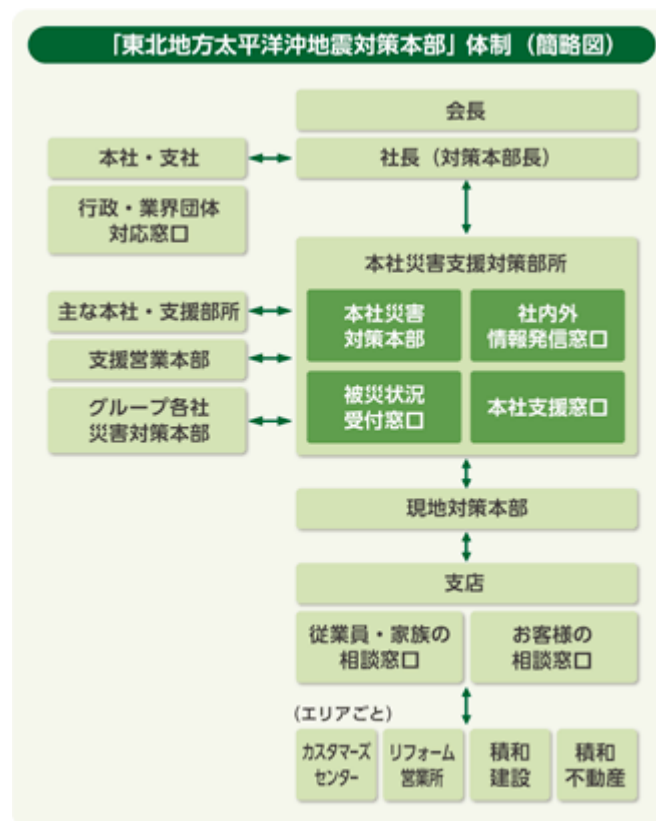 「東北地方太平洋沖地震対策本部」体制（簡略図）
会長
本社・支社
社長（対策本部長）
行政・業界団体
対応窓口
本社災害支援対策部所
主な本社・支援部所
支援営業本部
グループ各社
災害対策本部
本社災害
対策本部
社内外
情報発信窓口
被災状況
受付窓口
本社支援窓口
現地対策本部
支店
従業員・家族の
相談窓口
お客様の
相談窓口
(エリアごと)
カスタマーズ
センター
リフォーム
営業所
積和
建設
積和
不動産